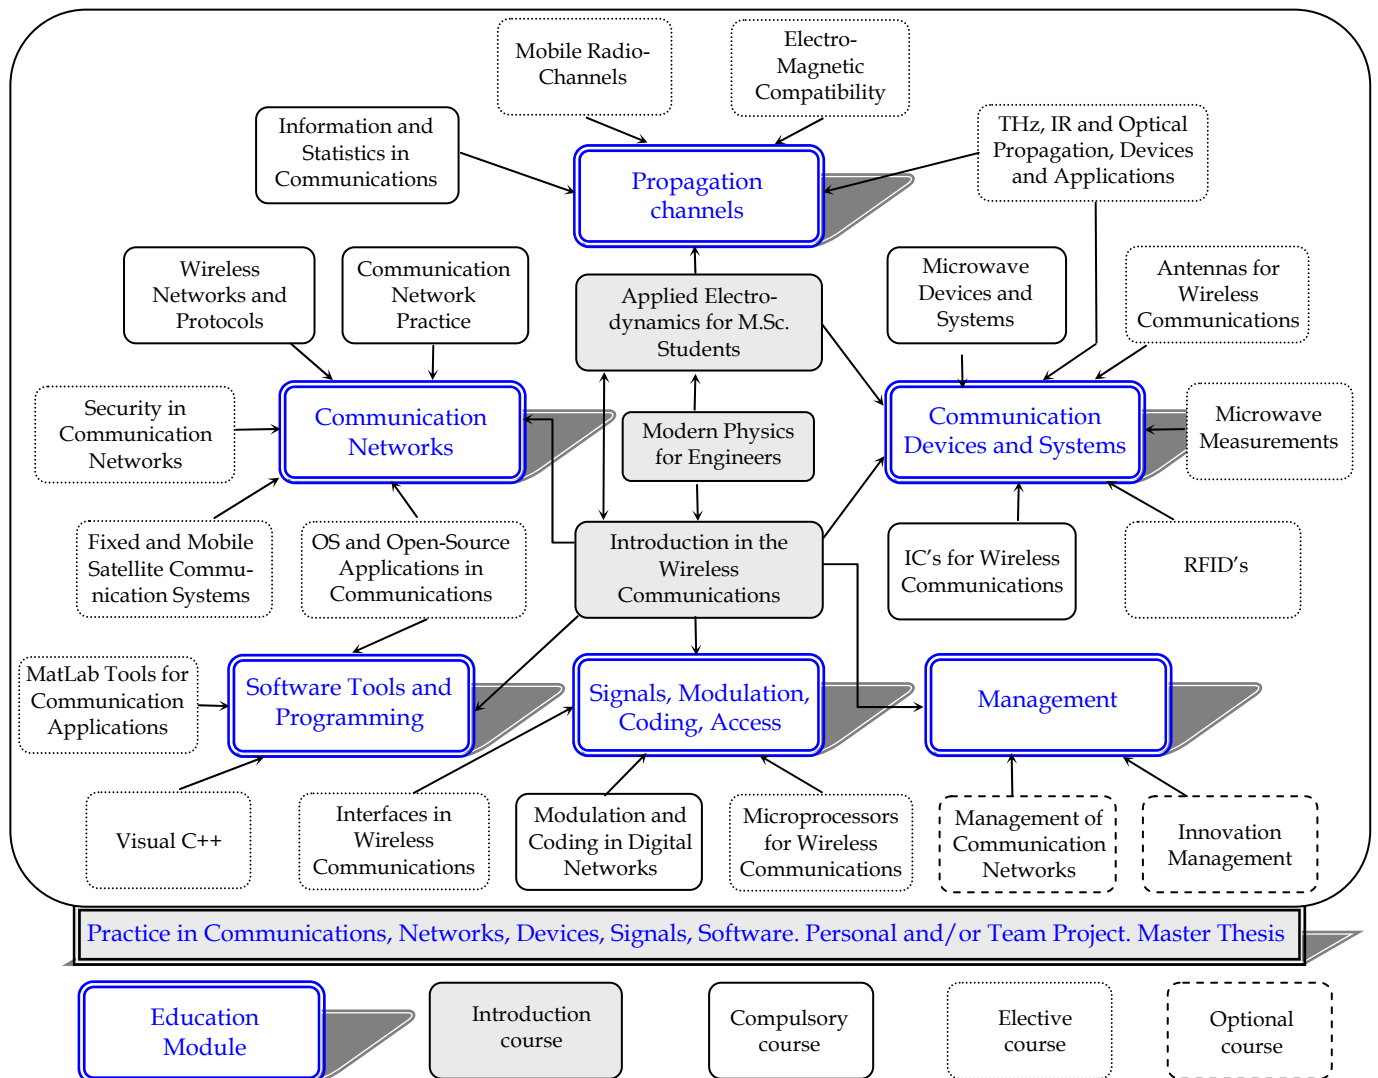 Mobile Radio-
Channels
Electro-
Magnetic
Compatibility
Information and
Statistics in
Communications
THz, IR and Optical
Propagation, Devices
and Applications
Propagation
channels
Wireless
Networks and
Protocols
Communication
Network
Practice
Applied Electro-
dynamics for M.Sc.
Students
Microwave
Devices and
Systems
Antennas for
Wireless
Communications
Security in
Communication
Networks
Communication
Networks
Modern Physics
for Engineers
Communication
Devices and Systems
Microwave
Measurements
Fixed and Mobile
Satellite Commu-
nication Systems
OS and Open-Source
Applications in
Communications
Introduction in the
Wireless
Communications
IC's for Wireless
Communications
RFID's
MatLab Tools for
Communication
Applications
Software Tools and
Programming
Signals, Modulation,
Coding, Access
Management
Visual C++
Interfaces in
Wireless
Communications
Modulation and
Coding in Digital
Networks
Microprocessors
for Wireless
Communications
Management of
Communication
Networks
Innovation
Management
Practice in Communications, Networks, Devices, Signals, Software. Personal and/or Team Project. Master Thesis
Education
Module
Introduction
course
Compulsory
course
Elective
course
Optional
course